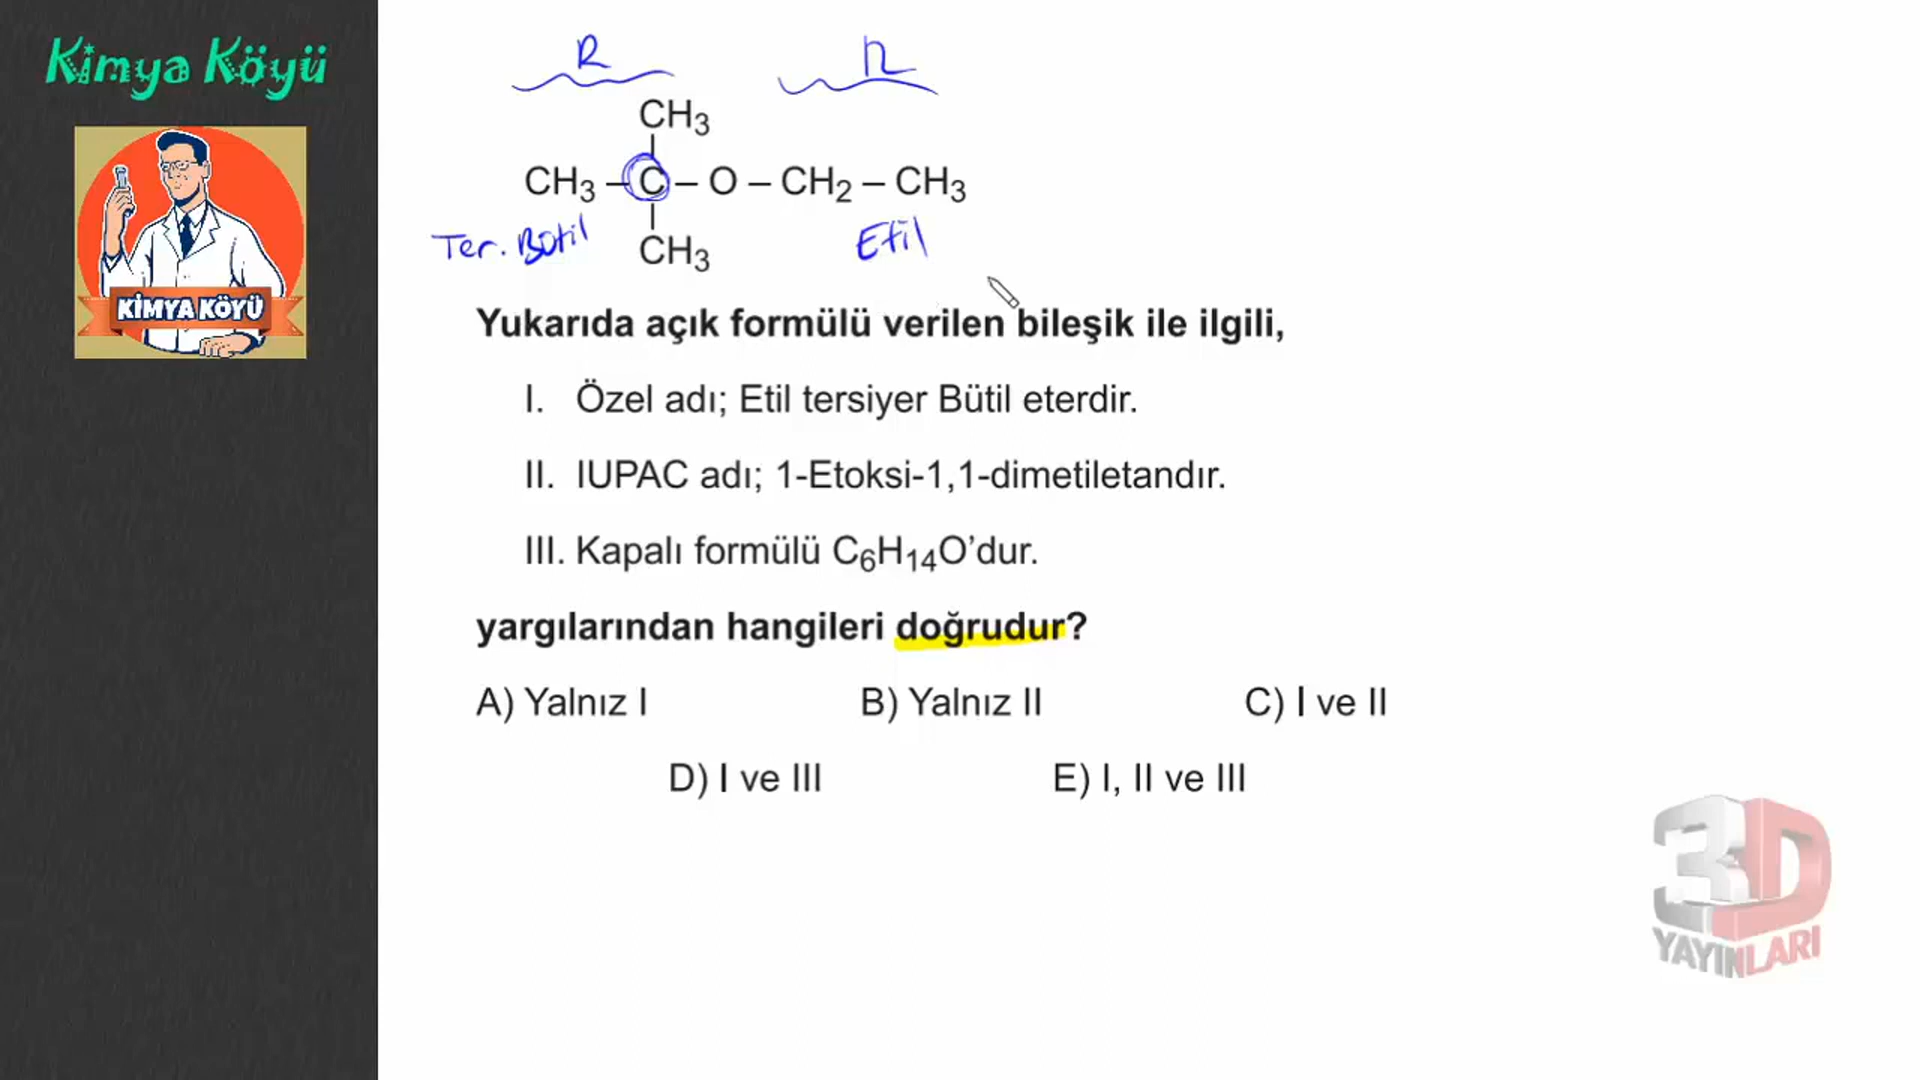 Kimya Köyü
KİMYA KÖYÜ
R
R
CH3
CH3 – C – O – CH2 – CH3
CH3
Ter. Bütil
Etil
Yukarıda açık formülü verilen bileşik ile ilgili,
I. Özel adı; Etil tersiyer Bütil eterdir.
II. IUPAC adı; 1-Etoksi-1,1-dimetiletandır.
III. Kapalı formülü C6H14O’dur.
yargılarından hangileri doğrudur?
A) Yalnız I B) Yalnız II C) I ve II
D) I ve III E) I, II ve III
3D
YAYINLARI